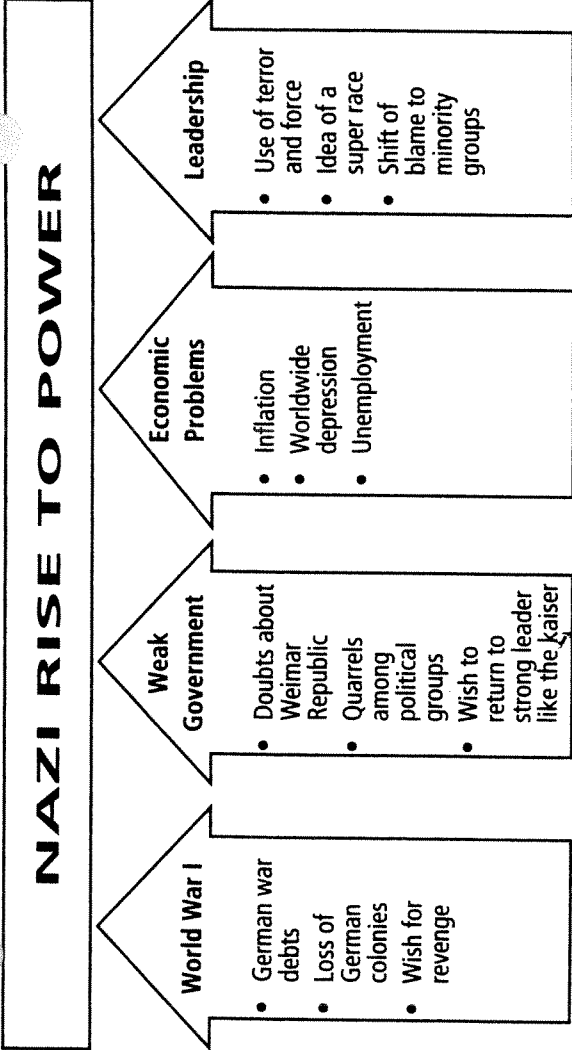 NAZI RISE TO POWER
World War I
• German war
debts
• Loss of
German
colonies
• Wish for
revenge
Weak
Government
• Doubts about
Weimar
Republic
• Quarrels
among
political
groups
• Wish to
return to
strong leader
like the kaiser
Economic
Problems
• Inflation
• Worldwide
depression
• Unemployment
Leadership
• Use of terror
and force
• Idea of a
super race
• Shift of
blame to
minority
groups